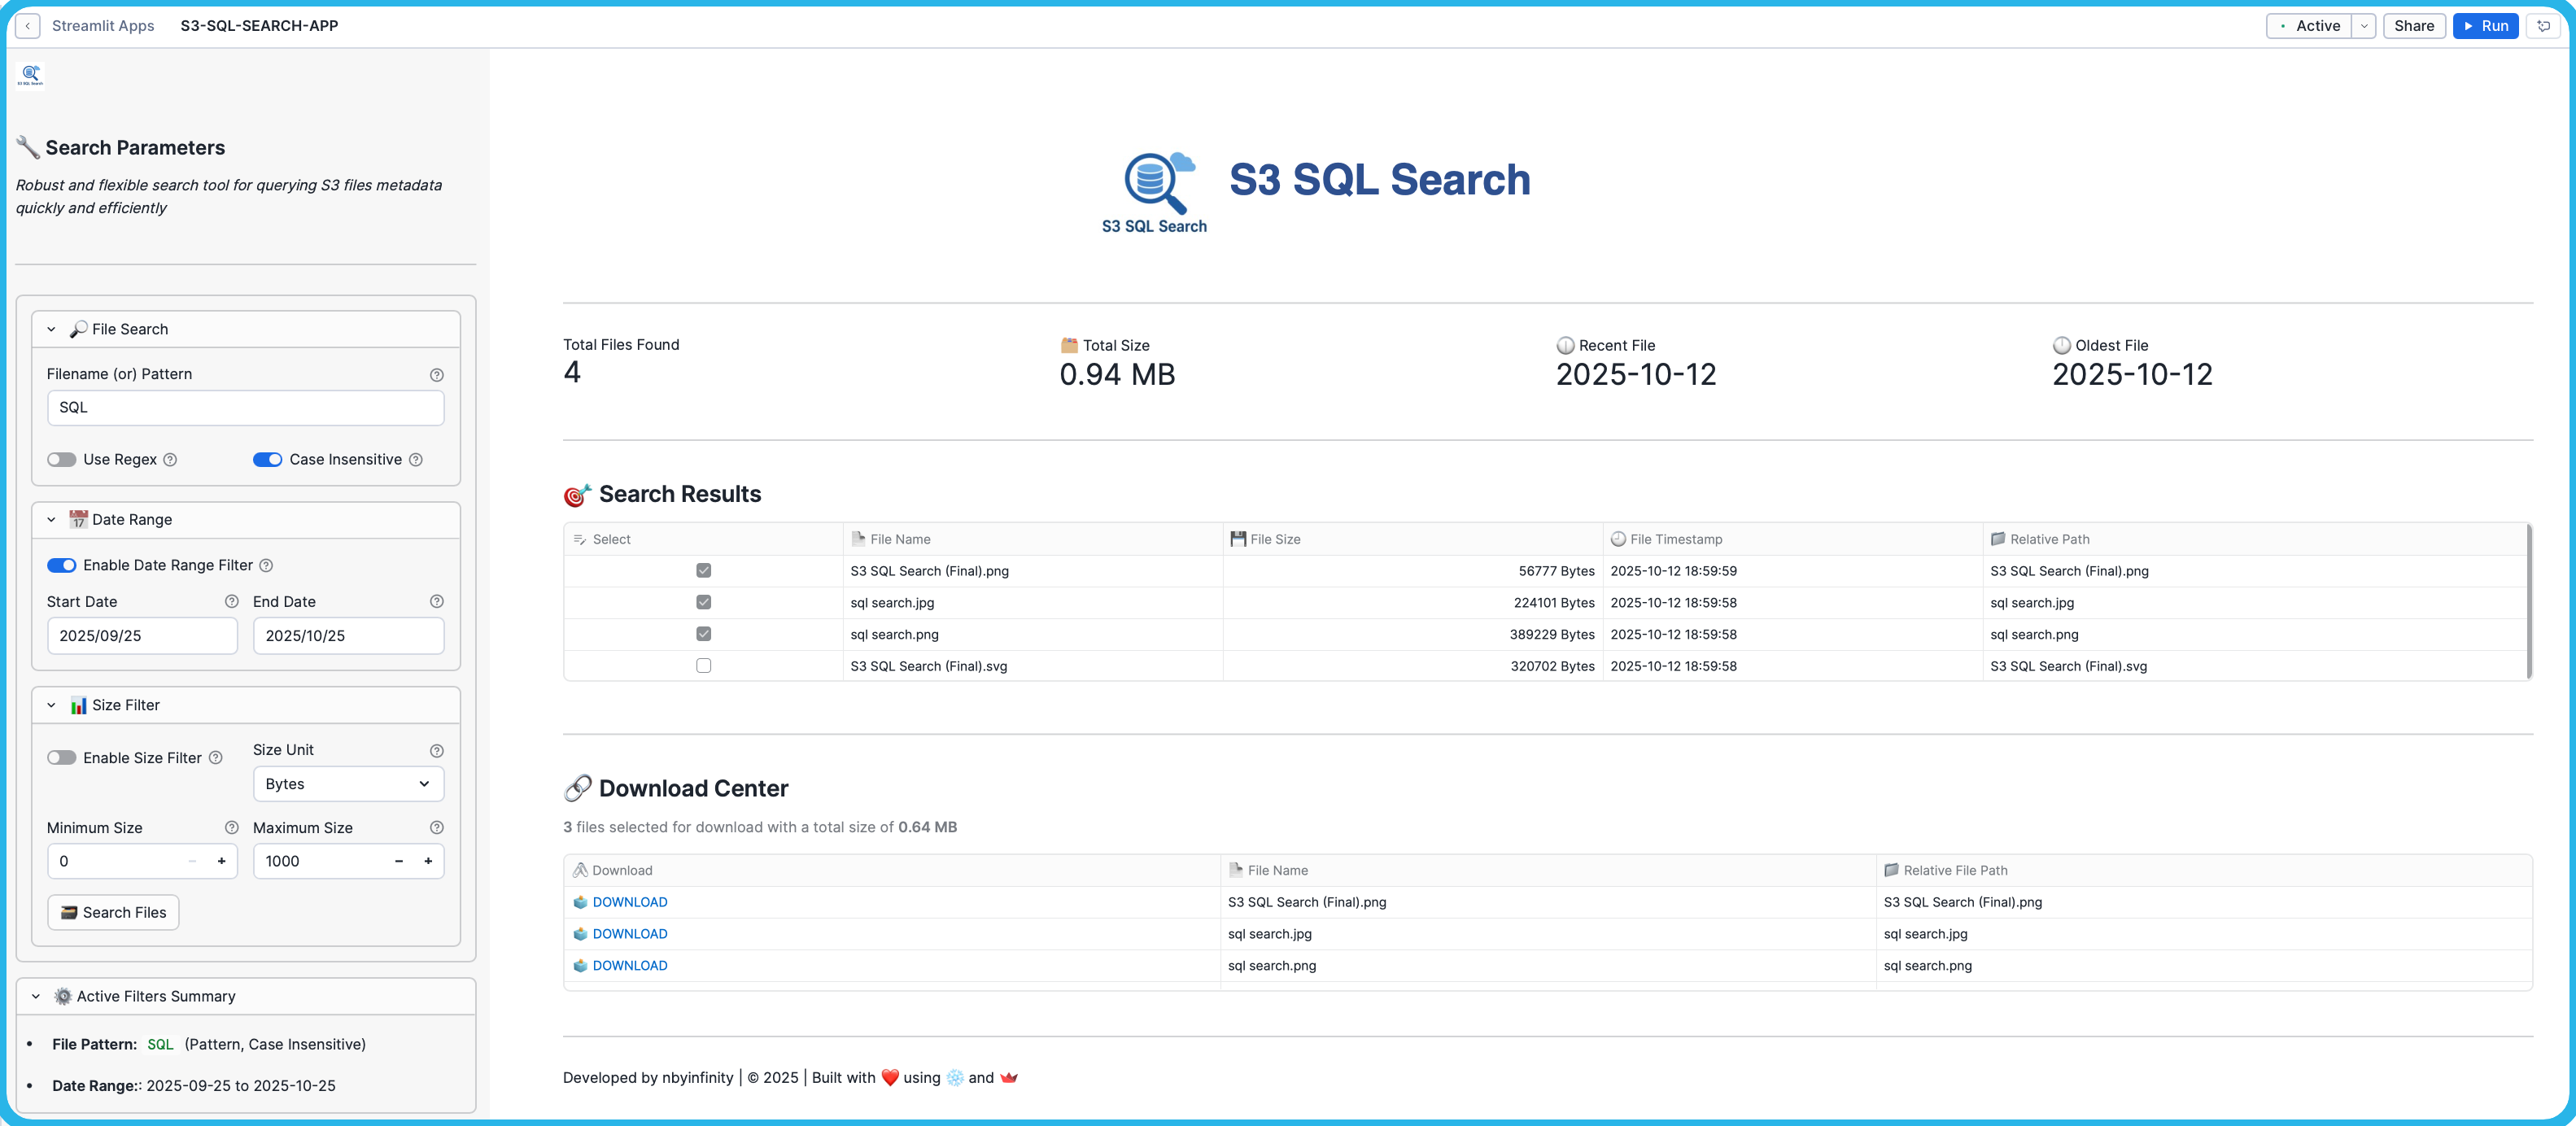 Streamlit Apps S3-SQL-SEARCH-APP Active Share Run
S3 SQL Search
Search Parameters
Robust and flexible search tool for querying S3 files metadata
quickly and efficiently
File Search
Filename (or) Pattern
SQL
Use Regex Case Insensitive
17 Date Range
Enable Date Range Filter
Start Date End Date
2025/09/25 2025/10/25
Size Filter
Enable Size Filter Size Unit
Bytes
Minimum Size Maximum Size
0 − + 1000 − +
Search Files
Active Filters Summary
• File Pattern: SQL (Pattern, Case Insensitive)
• Date Range:: 2025-09-25 to 2025-10-25
S3 SQL Search
S3 SQL Search
Total Files Found Total Size Recent File Oldest File
4 0.94 MB 2025-10-12 2025-10-12
Search Results
Select File Name File Size File Timestamp Relative Path
S3 SQL Search (Final).png 56777 Bytes 2025-10-12 18:59:59 S3 SQL Search (Final).png
sql search.jpg 224101 Bytes 2025-10-12 18:59:58 sql search.jpg
sql search.png 389229 Bytes 2025-10-12 18:59:58 sql search.png
S3 SQL Search (Final).svg 320702 Bytes 2025-10-12 18:59:58 S3 SQL Search (Final).svg
Download Center
3 files selected for download with a total size of 0.64 MB
Download File Name Relative File Path
DOWNLOAD S3 SQL Search (Final).png S3 SQL Search (Final).png
DOWNLOAD sql search.jpg sql search.jpg
DOWNLOAD sql search.png sql search.png
Developed by nbyinfinity | © 2025 | Built with ❤️ using ❄️ and